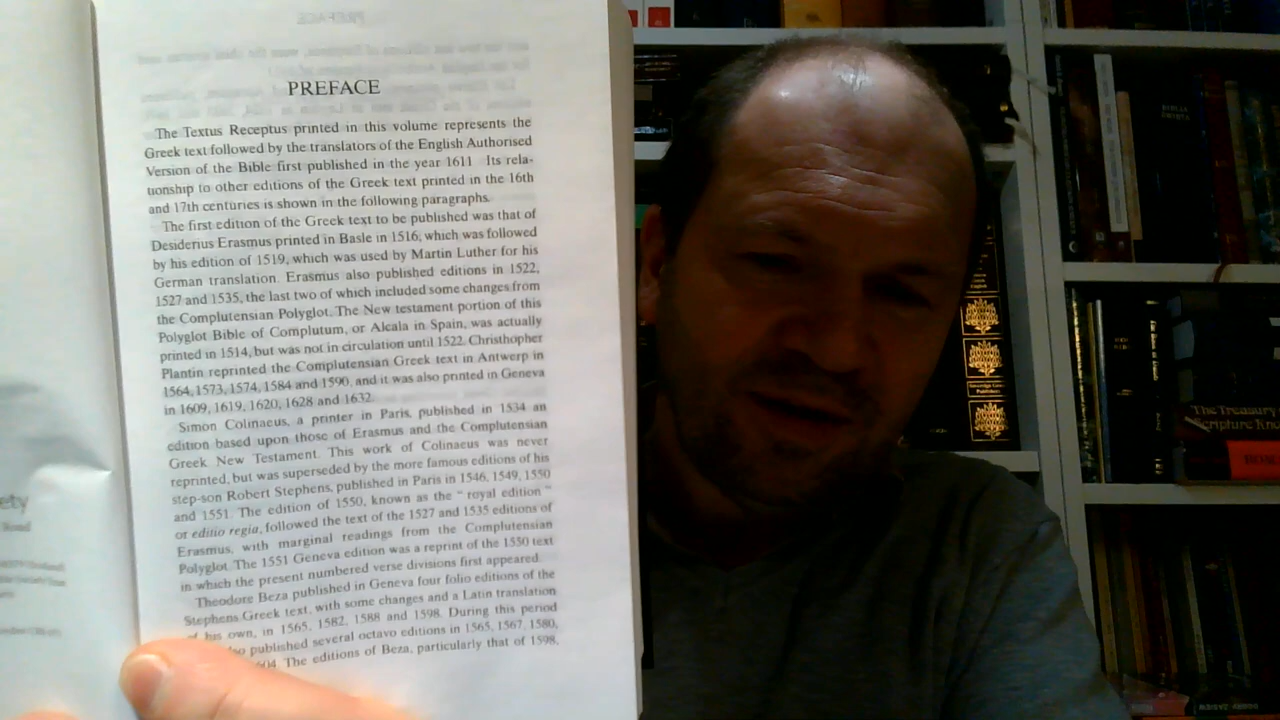 PREFACE
The Textus Receptus printed in this volume represents the
Greek text followed by the translators of the English Authorised
Version of the Bible first published in the year 1611 Its rela-
tionship to other editions of the Greek text printed in the 16th
and 17th centuries is shown in the following paragraphs.
The first edition of the Greek text to be published was that of
Desiderius Erasmus printed in Basle in 1516, which was followed
by his edition of 1519, which was used by Martin Luther for his
German translation. Erasmus also published editions in 1522,
1527 and 1535, the last two of which included some changes from
the Complutensian Polyglot. The New testament portion of this
Polyglot Bible of Complutum, or Alcala in Spain, was actually
printed in 1514, but was not in circulation until 1522. Christhopher
Plantin reprinted the Complutensian Greek text in Antwerp in
1564, 1573, 1574, 1584 and 1590, and it was also printed in Geneva
in 1609, 1619, 1620, 1628 and 1632.
Simon Colinaeus, a printer in Paris, published in 1534 an
edition based upon those of Erasmus and the Complutensian
Greek New Testament. This work of Colinaeus was never
reprinted, but was superseded by the more famous editions of his
step-son Robert Stephens, published in Paris in 1546, 1549, 1550
and 1551. The edition of 1550, known as the "royal edition"
or editio regia, followed the text of the 1527 and 1535 editions of
Erasmus, with marginal readings from the Complutensian
Polyglot. The 1551 Geneva edition was a reprint of the 1550 text
in which the present numbered verse divisions first appeared.
Theodore Beza published in Geneva four folio editions of the
Stephens Greek text, with some changes and a Latin translation
of his own, in 1565, 1582, 1588 and 1598. During this period
published several octavo editions in 1565, 1567, 1580,
The editions of Beza, particularly that of 1598,
ety
Road
The Treasury
Scripture Kno